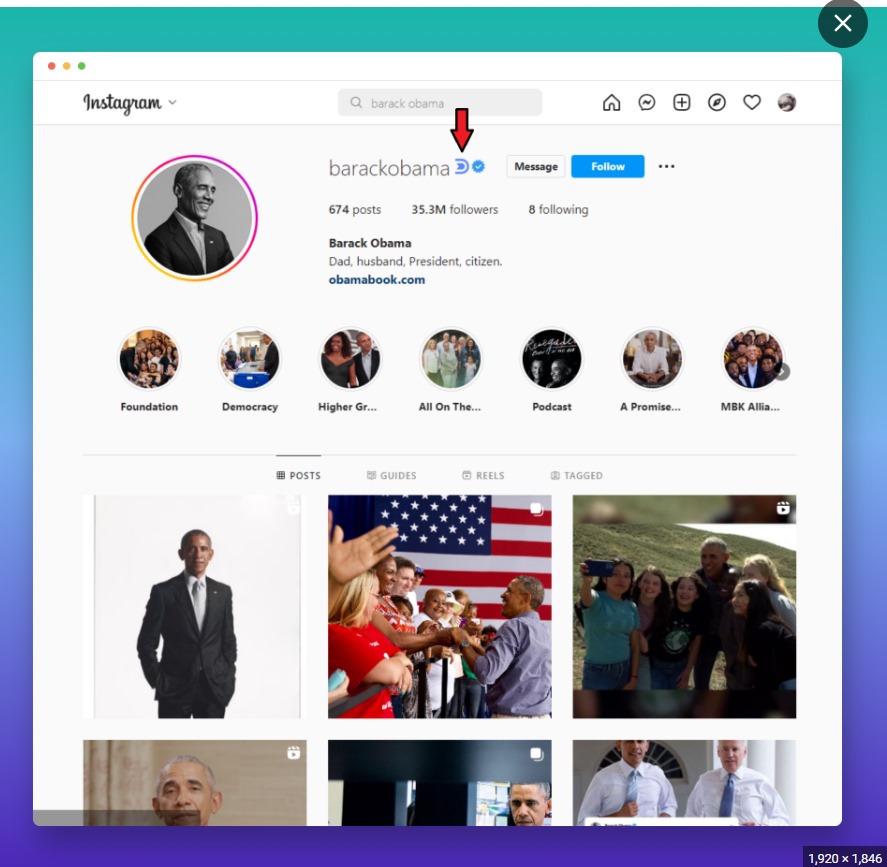 Instagram
barack obama
barackobama
Message
Follow
674 posts 35.3M followers 8 following
Barack Obama
Dad, husband, President, citizen.
obamabook.com
Foundation Democracy Higher Gr... All On The... Podcast A Promise... MBK Allia...
POSTS GUIDES REELS TAGGED
1,920 × 1,846